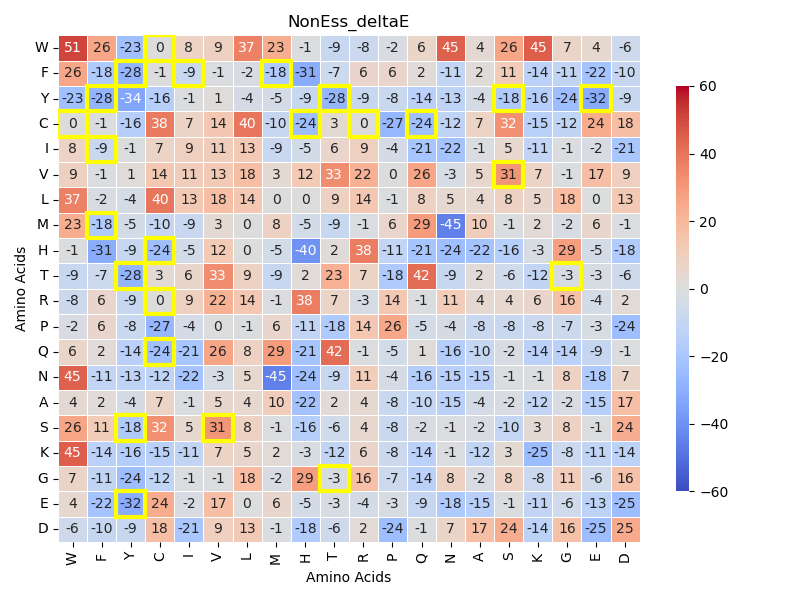 NonEss_deltaE
W 51 26 -23 0 8 9 37 23 -1 -9 -8 -2 6 45 4 26 45 7 4 -6
F 26 -18 -28 -1 -9 -1 -2 -18 -31 -7 6 6 2 -11 2 11 -14 -11 -22 -10
Y -23 -28 -34 -16 -1 1 -4 -5 -9 -28 -9 -8 -14 -13 -4 -18 -16 -24 -32 -9
C 0 -1 -16 38 7 14 40 -10 -24 3 0 -27 -24 -12 7 32 -15 -12 24 18
I 8 -9 -1 7 9 11 13 -9 -5 6 9 -4 -21 -22 -1 5 -11 -1 -2 -21
V 9 -1 1 14 11 13 18 3 12 33 22 0 26 -3 5 31 7 -1 17 9
L 37 -2 -4 40 13 18 14 0 0 9 14 -1 8 5 4 8 5 18 0 13
M 23 -18 -5 -10 -9 3 0 8 -5 -9 -1 6 29 -45 10 -1 2 -2 6 -1
H -1 -31 -9 -24 -5 12 0 -5 -40 2 38 -11 -21 -24 -22 -16 -3 29 -5 -18
T -9 -7 -28 3 6 33 9 -9 2 23 7 -18 42 -9 2 -6 -12 -3 -3 -6
R -8 6 -9 0 9 22 14 -1 38 7 -3 14 -1 11 4 4 6 16 -4 2
P -2 6 -8 -27 -4 0 -1 6 -11 -18 14 26 -5 -4 -8 -8 -8 -7 -3 -24
Q 6 2 -14 -24 -21 26 8 29 -21 42 -1 -5 1 -16 -10 -2 -14 -14 -9 -1
N 45 -11 -13 -12 -22 -3 5 -45 -24 -9 11 -4 -16 -15 -15 -1 -1 8 -18 7
A 4 2 -4 7 -1 5 4 10 -22 2 4 -8 -10 -15 -4 -2 -12 -2 -15 17
S 26 11 -18 32 5 31 8 -1 -16 -6 4 -8 -2 -1 -2 -10 3 8 -1 24
K 45 -14 -16 -15 -11 7 5 2 -3 -12 6 -8 -14 -1 -12 3 -25 -8 -11 -14
G 7 -11 -24 -12 -1 -1 18 -2 29 -3 16 -7 -14 8 -2 8 -8 11 -6 16
E 4 -22 -32 24 -2 17 0 6 -5 -3 -4 -3 -9 -18 -15 -1 -11 -6 -13 -25
D -6 -10 -9 18 -21 9 13 -1 -18 -6 2 -24 -1 7 17 24 -14 16 -25 25
W F Y C I V L M H T R P Q N A S K G E D
Amino Acids
Amino Acids
60
40
20
0
−20
−40
−60